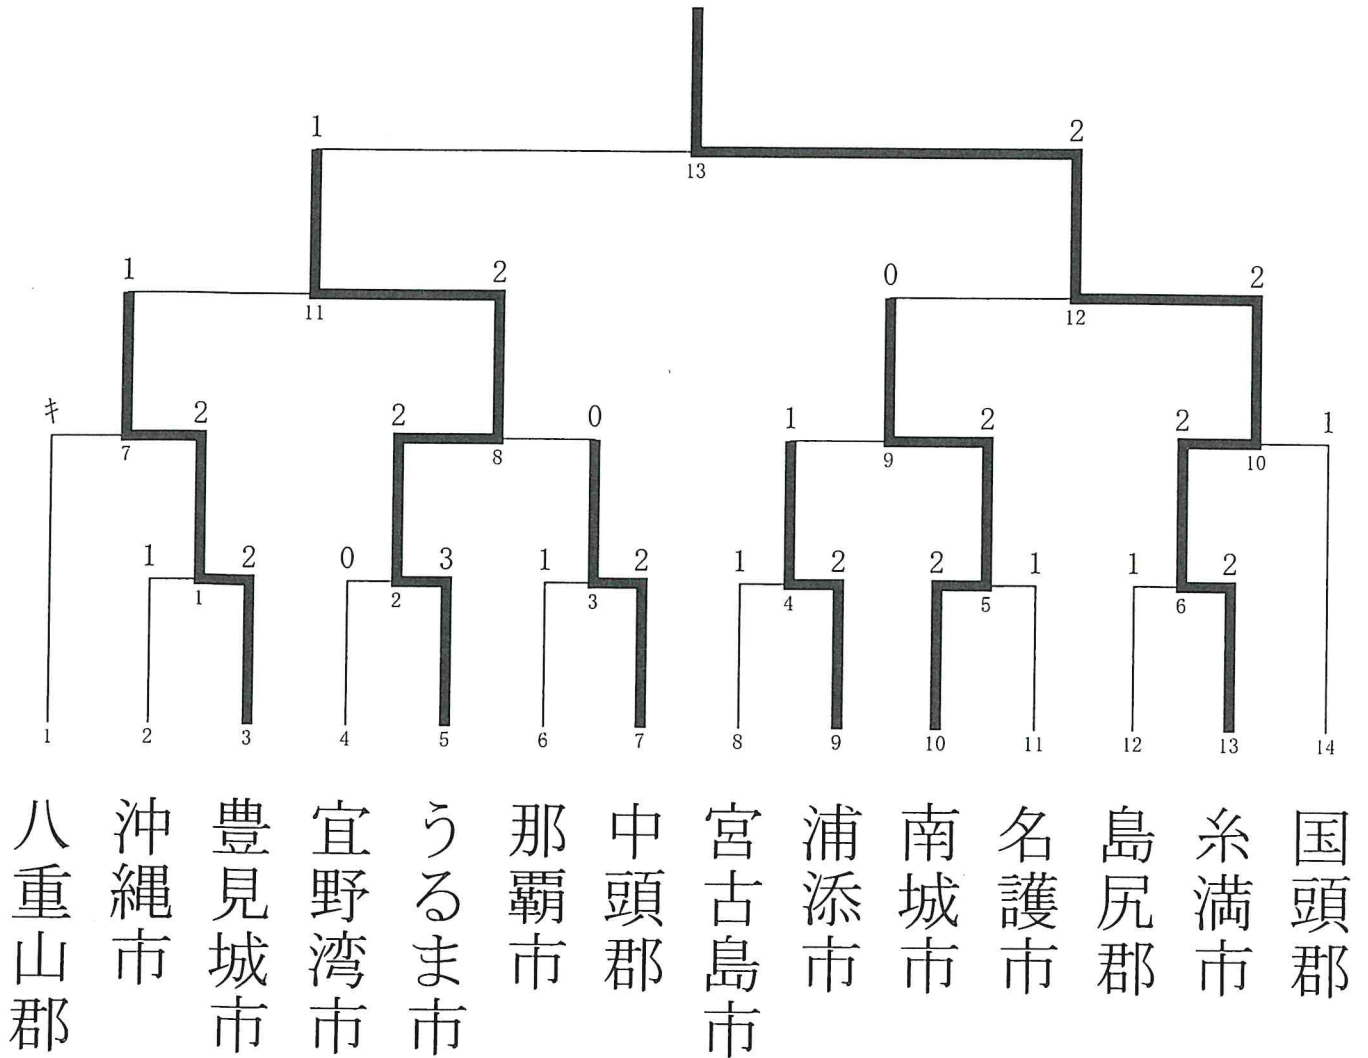 1 2
13
1 2 0 2
11 12
ｷ 2 2 0 1 2 2 1
7 8 9 10
1 2 0 3 1 2 1 2 2 1 1 2
1 2 3 4 5 6
1 2 3 4 5 6 7 8 9 10 11 12 13 14
八重山郡
沖縄市
豊見城市
宜野湾市
うるま市
那覇市
中頭郡
宮古島市
浦添市
南城市
名護市
島尻郡
糸満市
国頭郡